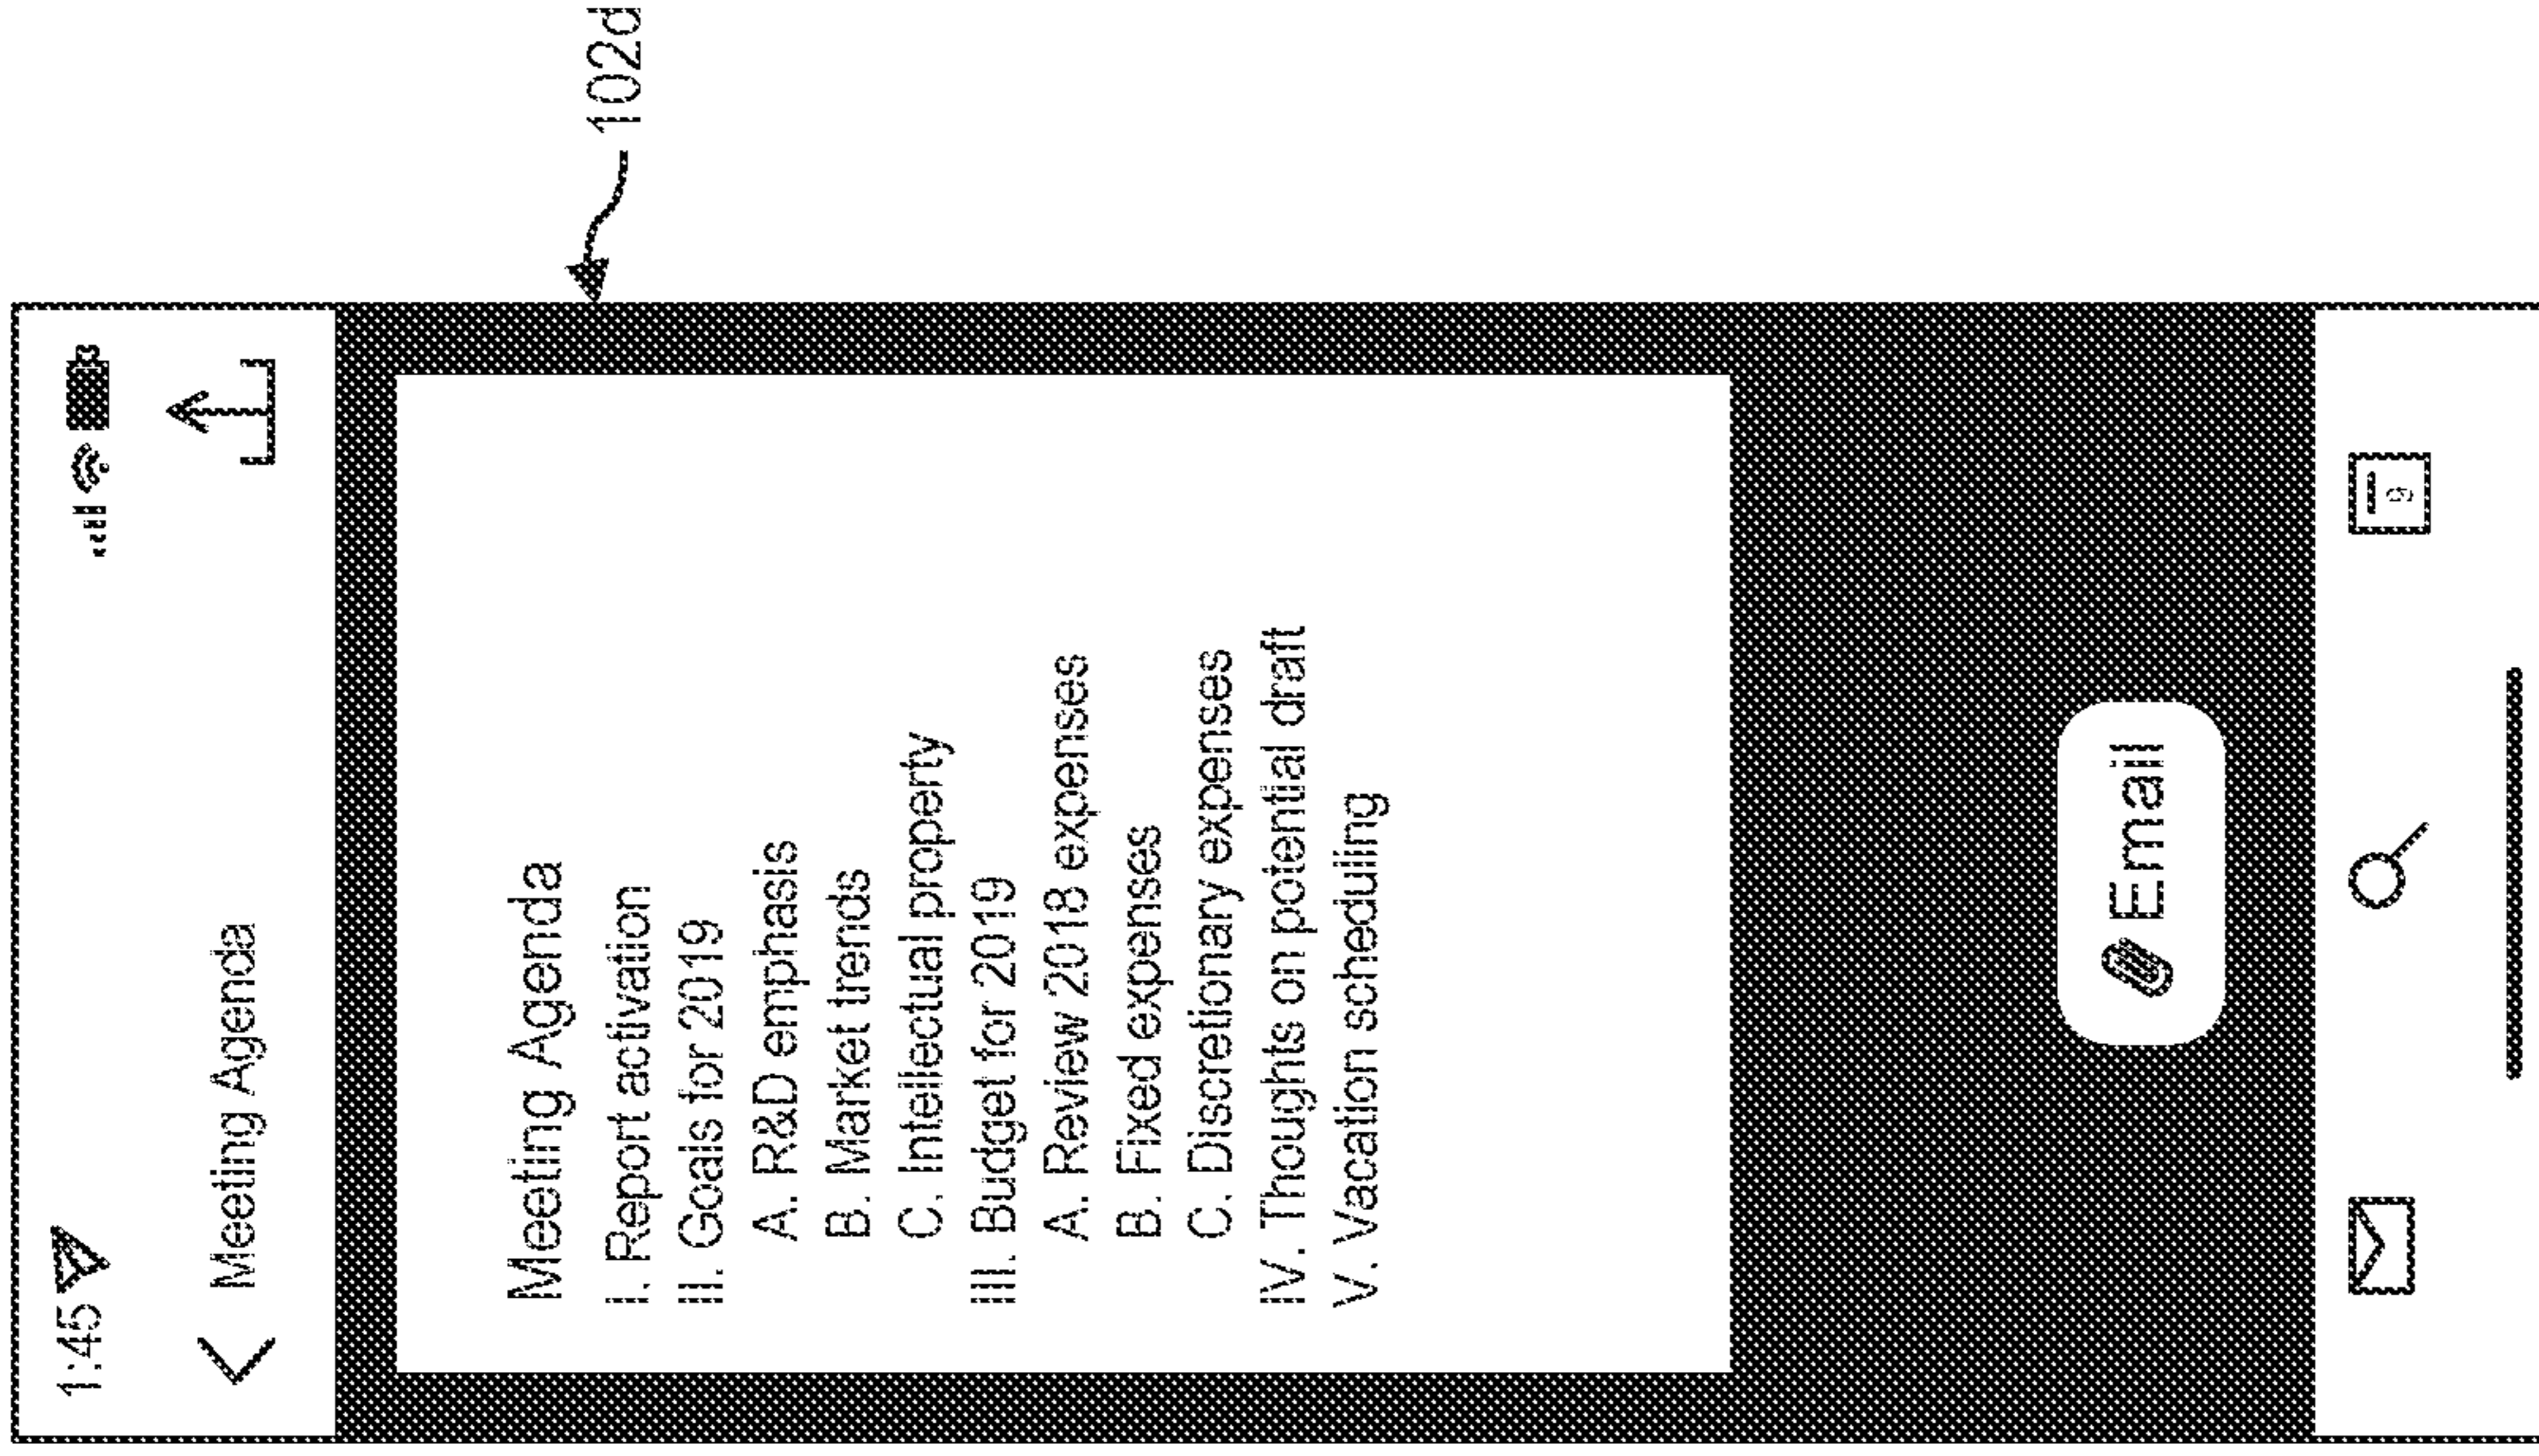 1:45
Meeting Agenda
102d
Meeting Agenda
I. Report activation
II. Goals for 2019
A. R&D emphasis
B. Market trends
C. Intellectual property
III. Budget for 2019
A. Review 2018 expenses
B. Fixed expenses
C. Discretionary expenses
IV. Thoughts on potential draft
V. Vacation scheduling
Email